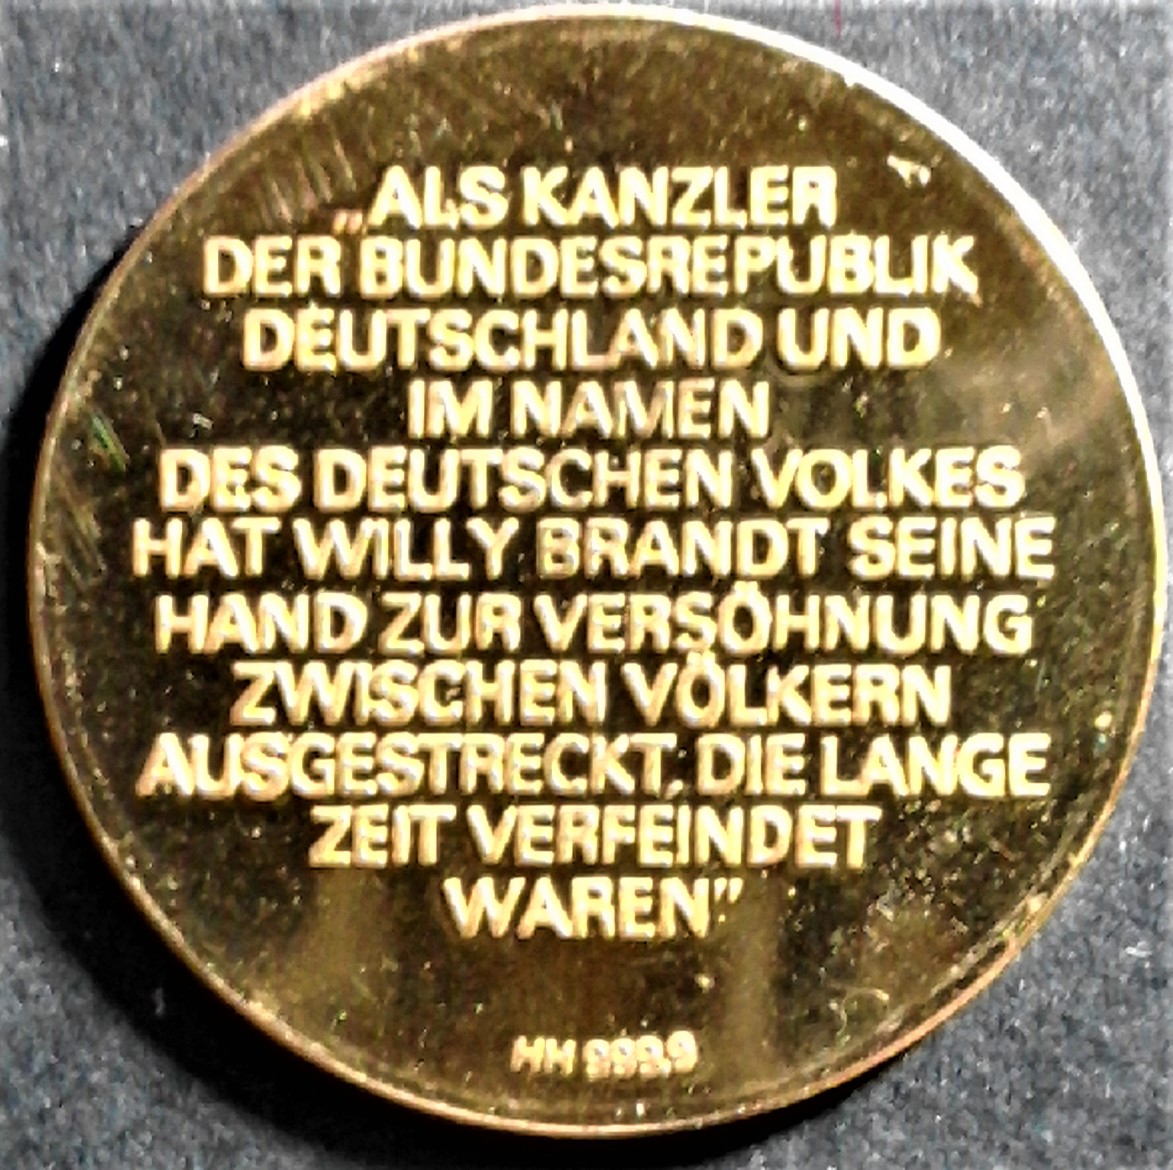 „ALS KANZLER
DER BUNDESREPUBLIK
DEUTSCHLAND UND
IM NAMEN
DES DEUTSCHEN VOLKES
HAT WILLY BRANDT SEINE
HAND ZUR VERSÖHNUNG
ZWISCHEN VÖLKERN
AUSGESTRECKT, DIE LANGE
ZEIT VERFEINDET
WAREN”
HH 999,9